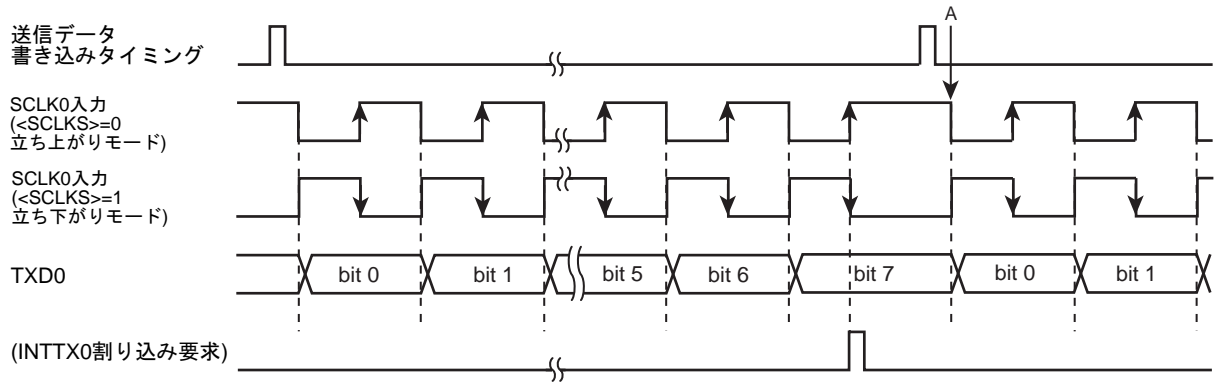 送信データ
書き込みタイミング
A
SCLK0入力
(<SCLKS>=0
立ち上がりモード)
SCLK0入力
(<SCLKS>=1
立ち下がりモード)
TXD0
bit 0
bit 1
bit 5
bit 6
bit 7
bit 0
bit 1
(INTTX0割り込み要求)